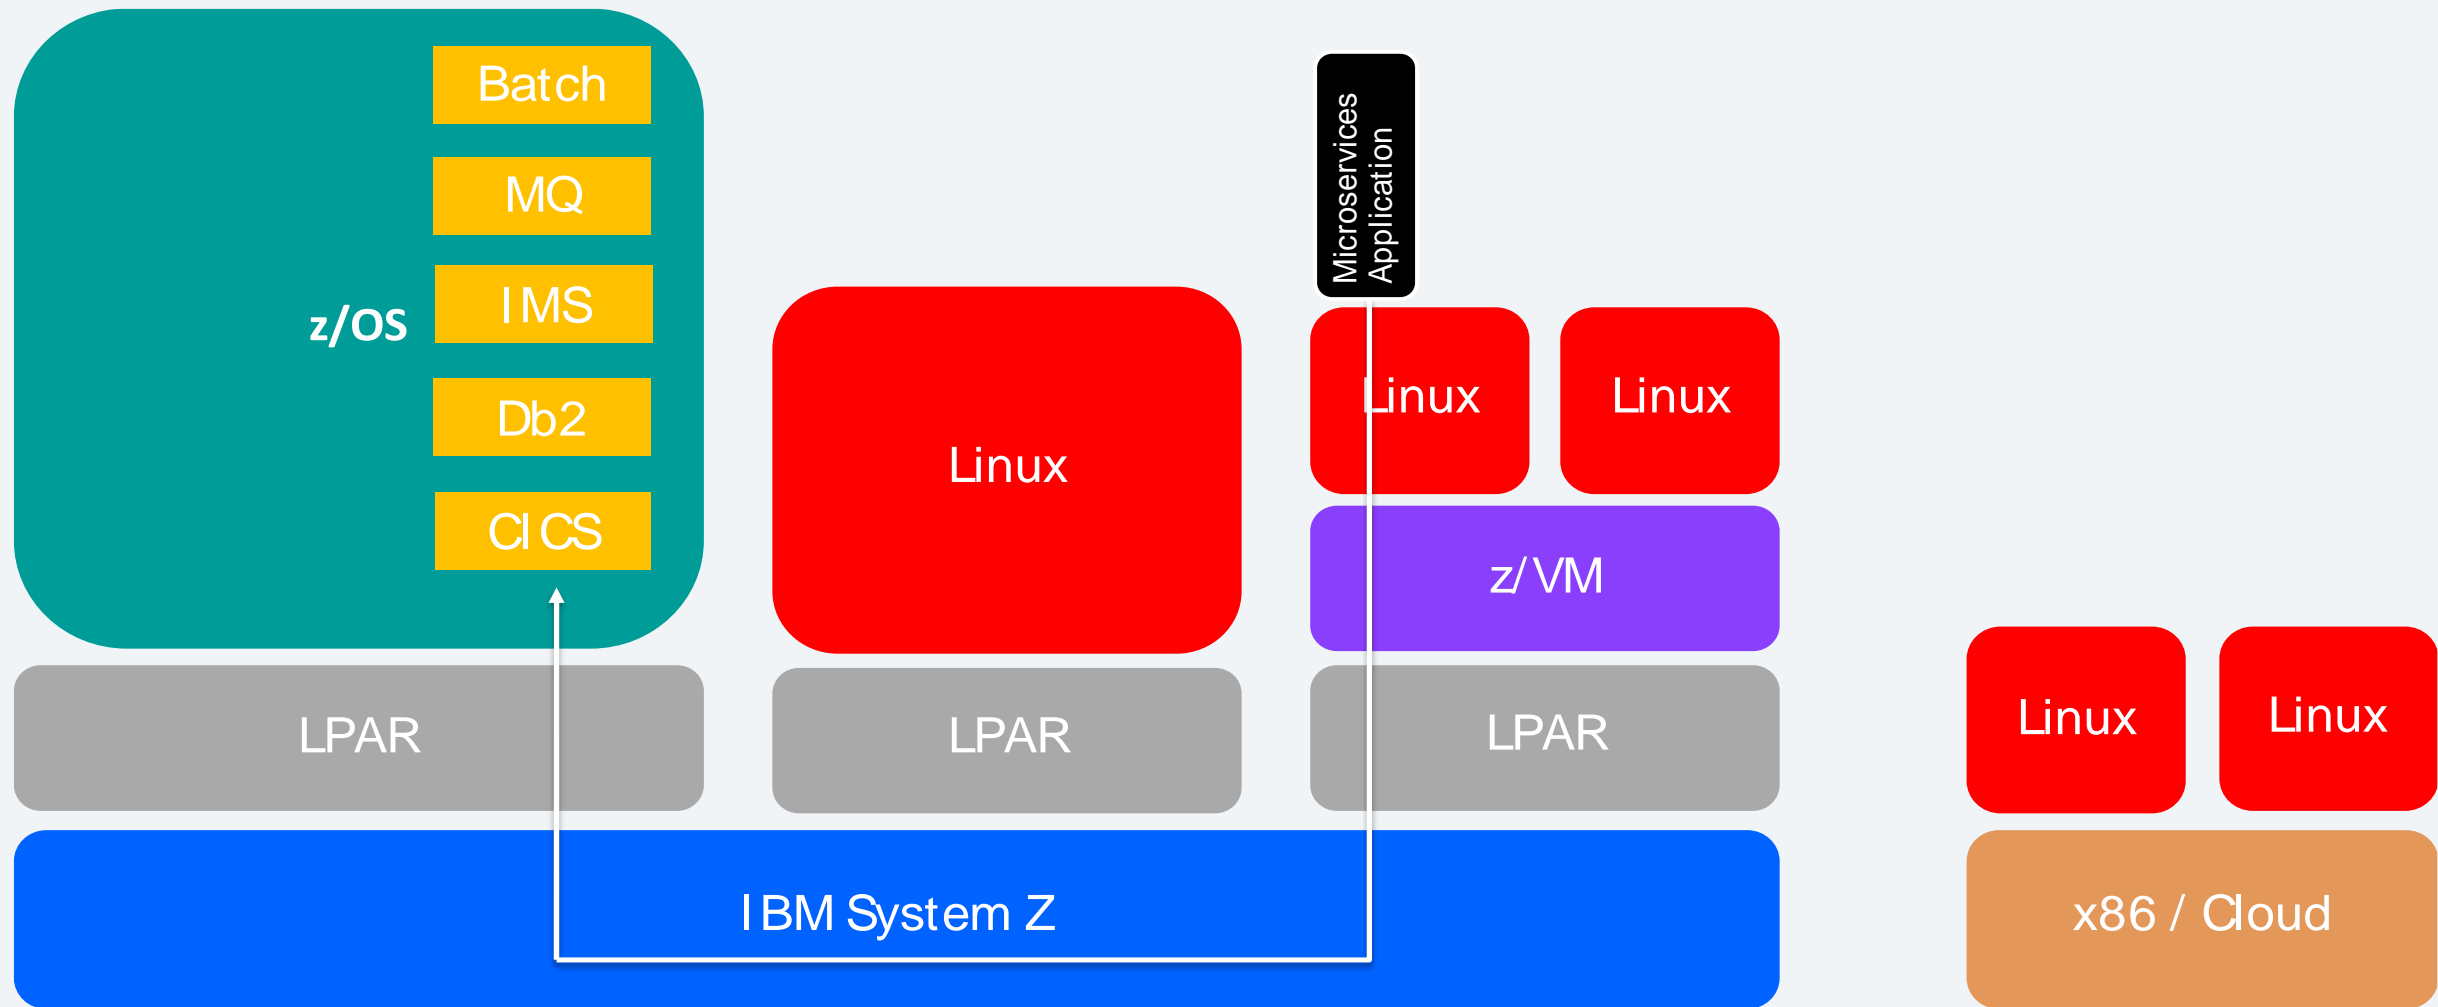 Batch
MQ
IMS
z/OS
Db2
CICS
LPAR
Linux
LPAR
Microservices
Application
Linux
Linux
z/VM
LPAR
IBM System Z
Linux
Linux
x86 / Cloud